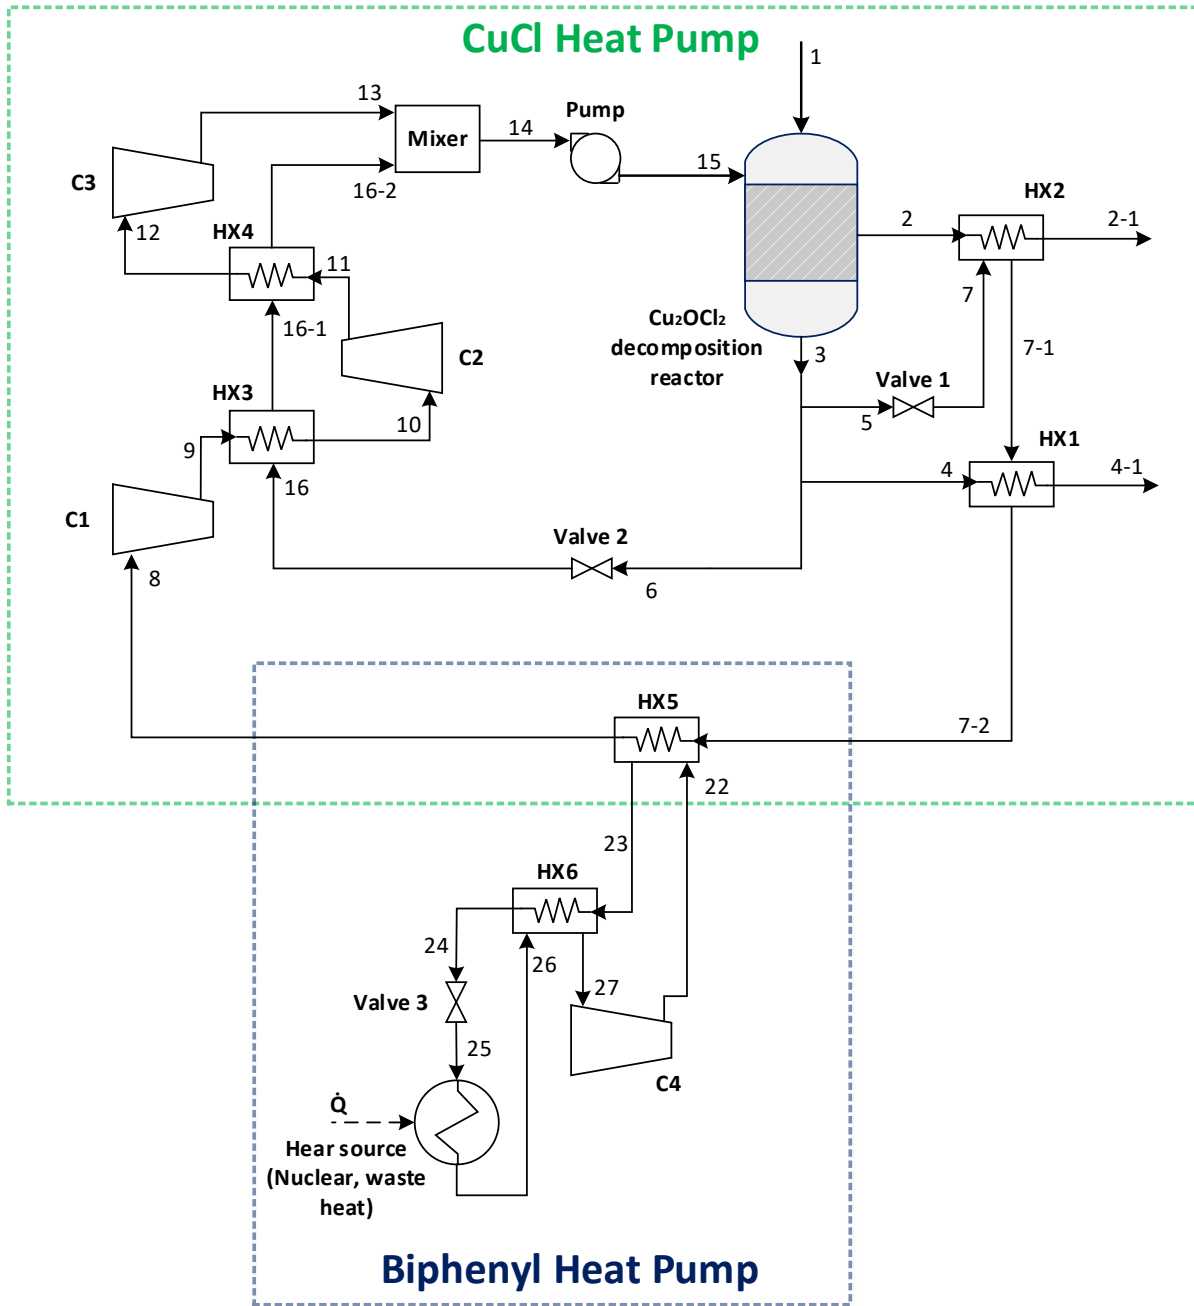 CuCl Heat Pump
1
13
Pump
Mixer
14
15
C3
16-2
HX2
12
HX4
2
2-1
11
7
16-1
Cu₂OCl₂
decomposition
reactor
3
7-1
C2
Valve 1
HX3
10
5
9
HX1
16
4
4-1
C1
Valve 2
8
6
HX5
7-2
22
23
HX6
24
26
Valve 3
27
25
C4
Q̇
Hear source
(Nuclear, waste
heat)
Biphenyl Heat Pump